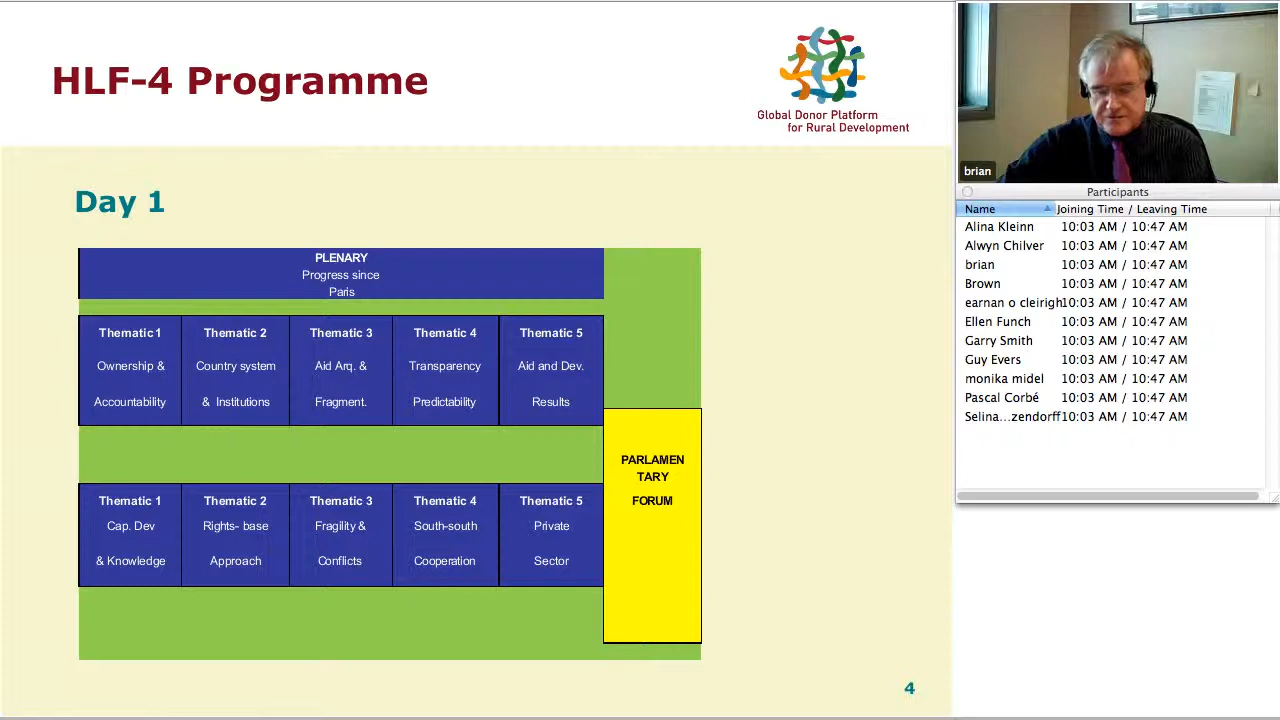 HLF-4 Programme
Global Donor Platform
for Rural Development
Day 1
PLENARY
Progress since
Paris
Thematic 1
Thematic 2
Thematic 3
Thematic 4
Thematic 5
Ownership &
Country system
Aid Arq. &
Transparency
Aid and Dev.
Accountability
& Institutions
Fragment.
Predictability
Results
PARLAMEN
TARY
FORUM
Thematic 1
Thematic 2
Thematic 3
Thematic 4
Thematic 5
Cap. Dev
Rights- base
Fragility &
South-south
Private
& Knowledge
Approach
Conflicts
Cooperation
Sector
4
brian
Participants
Name Joining Time / Leaving Time
Alina Kleinn 10:03 AM / 10:47 AM
Alwyn Chilver 10:03 AM / 10:47 AM
brian 10:03 AM / 10:47 AM
Brown 10:03 AM / 10:47 AM
earnan o cleirigh 10:03 AM / 10:47 AM
Ellen Funch 10:03 AM / 10:47 AM
Garry Smith 10:03 AM / 10:47 AM
Guy Evers 10:03 AM / 10:47 AM
monika midel 10:03 AM / 10:47 AM
Pascal Corbé 10:03 AM / 10:47 AM
Selina...zendorff 10:03 AM / 10:47 AM